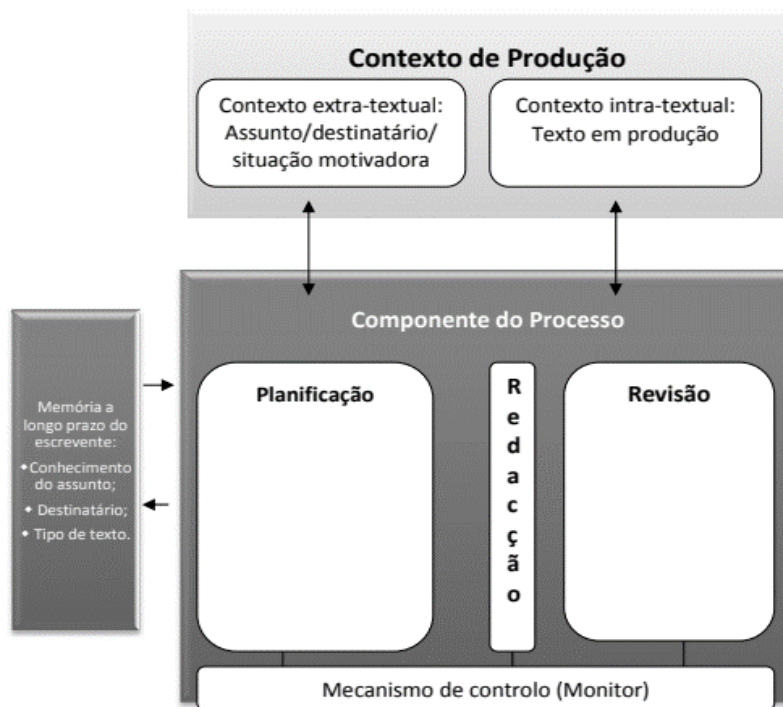 Contexto de Produção
Contexto extra-textual:
Assunto/destinatário/
situação motivadora
Contexto intra-textual:
Texto em produção
Componente do Processo
Memória a
longo prazo do
escrevente:
◆Conhecimento
do assunto;
◆ Destinatário;
◆ Tipo de texto.
Planificação
Redacção
Revisão
Mecanismo de controlo (Monitor)